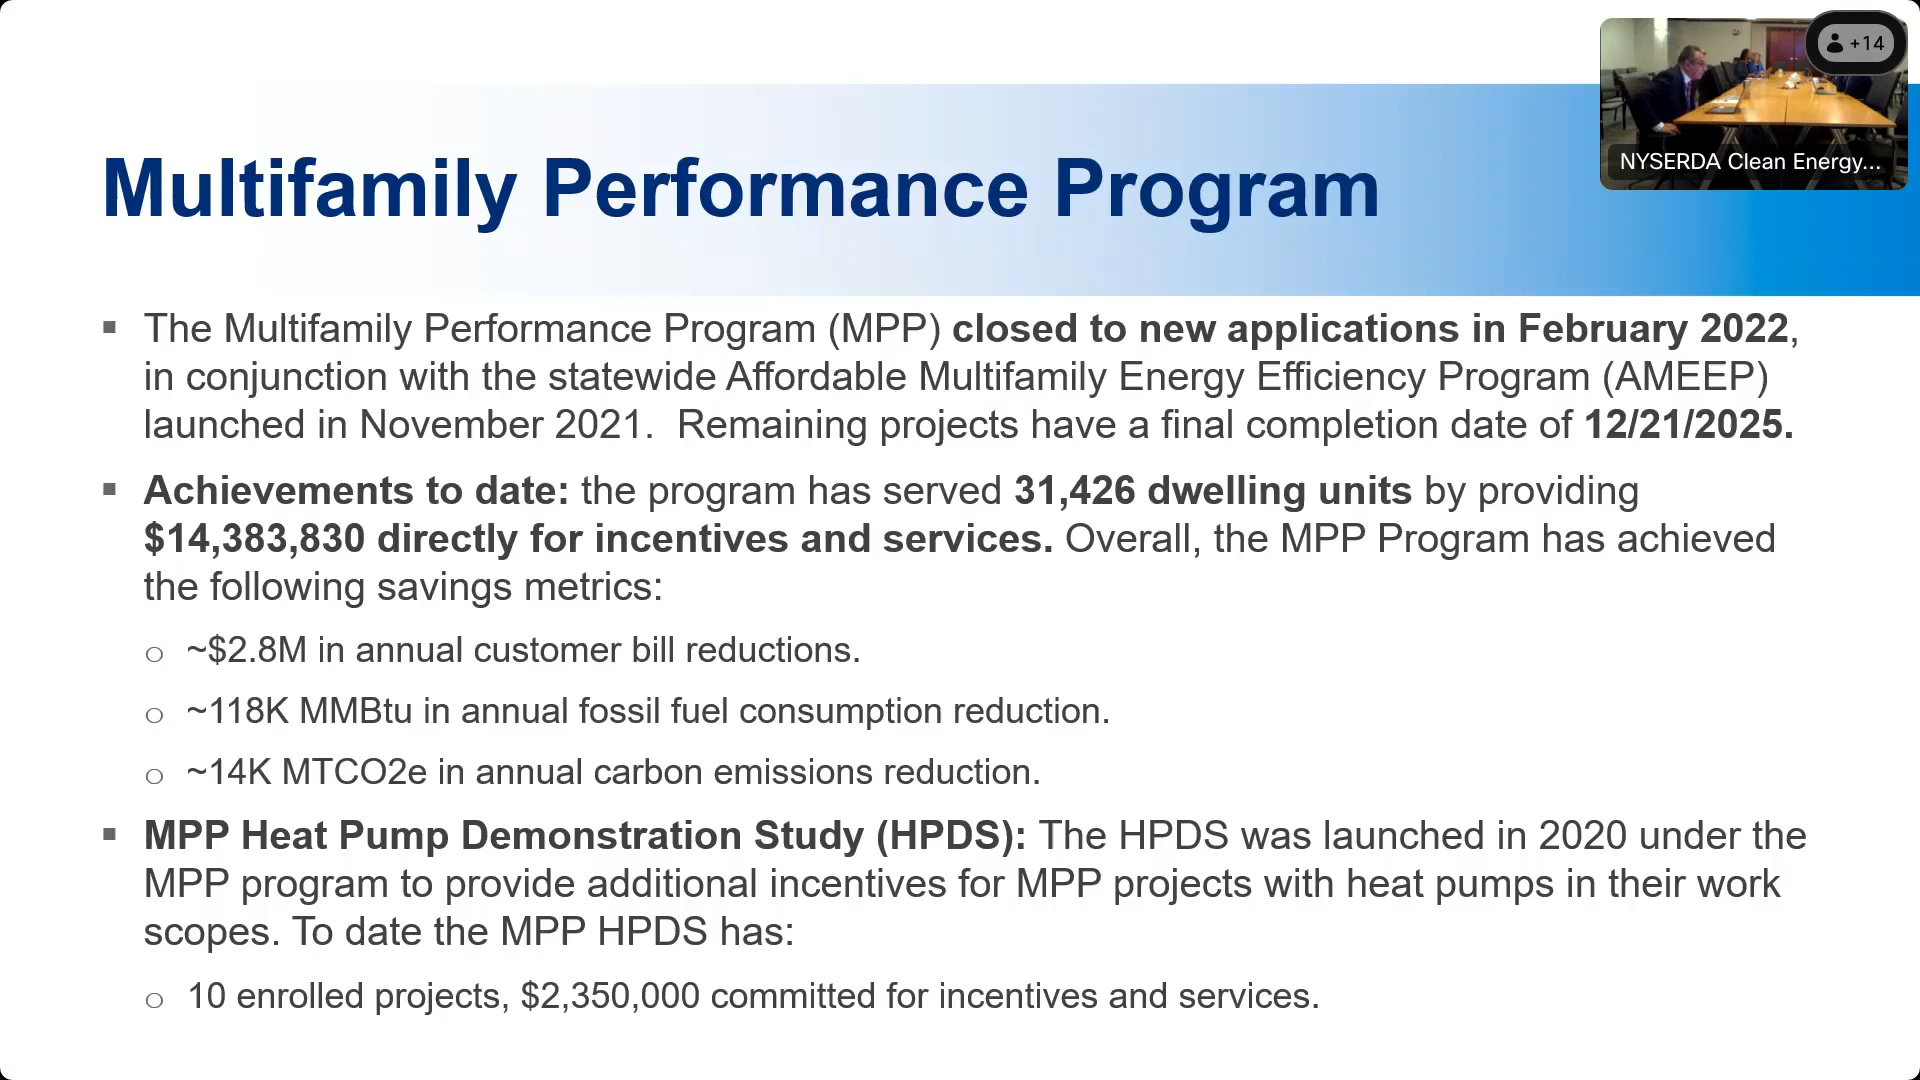 +14
NYSERDA Clean Energy...
Multifamily Performance Program
▪ The Multifamily Performance Program (MPP) closed to new applications in February 2022,
in conjunction with the statewide Affordable Multifamily Energy Efficiency Program (AMEEP)
launched in November 2021.  Remaining projects have a final completion date of 12/21/2025.
▪ Achievements to date: the program has served 31,426 dwelling units by providing
$14,383,830 directly for incentives and services. Overall, the MPP Program has achieved
the following savings metrics:
o ~$2.8M in annual customer bill reductions.
o ~118K MMBtu in annual fossil fuel consumption reduction.
o ~14K MTCO2e in annual carbon emissions reduction.
▪ MPP Heat Pump Demonstration Study (HPDS): The HPDS was launched in 2020 under the
MPP program to provide additional incentives for MPP projects with heat pumps in their work
scopes. To date the MPP HPDS has:
o 10 enrolled projects, $2,350,000 committed for incentives and services.